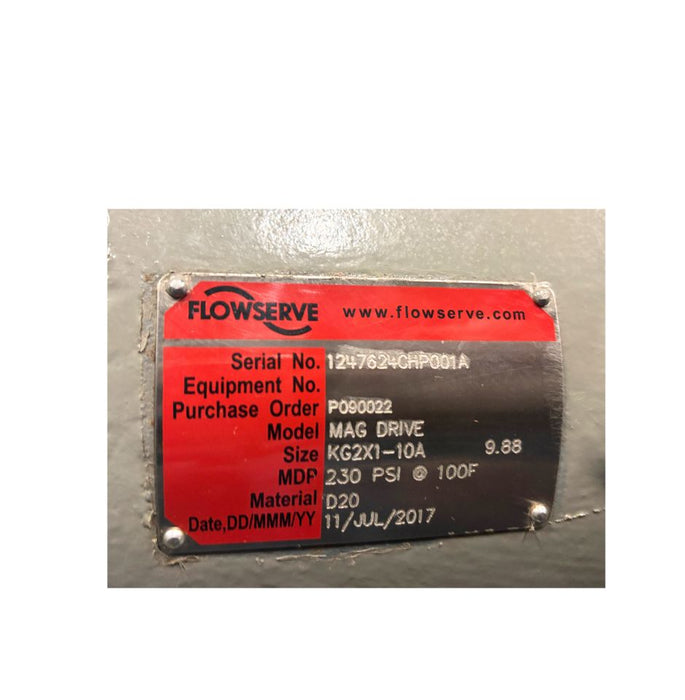 FLOWSERVE www.flowserve.com
Serial No. 1247624CHP001A
Equipment No.
Purchase Order P090022
Model MAG DRIVE
Size KG2X1-10A 9.88
MDP 230 PSI @ 100F
Material D20
Date,DD/MMM/YY 11/JUL/2017